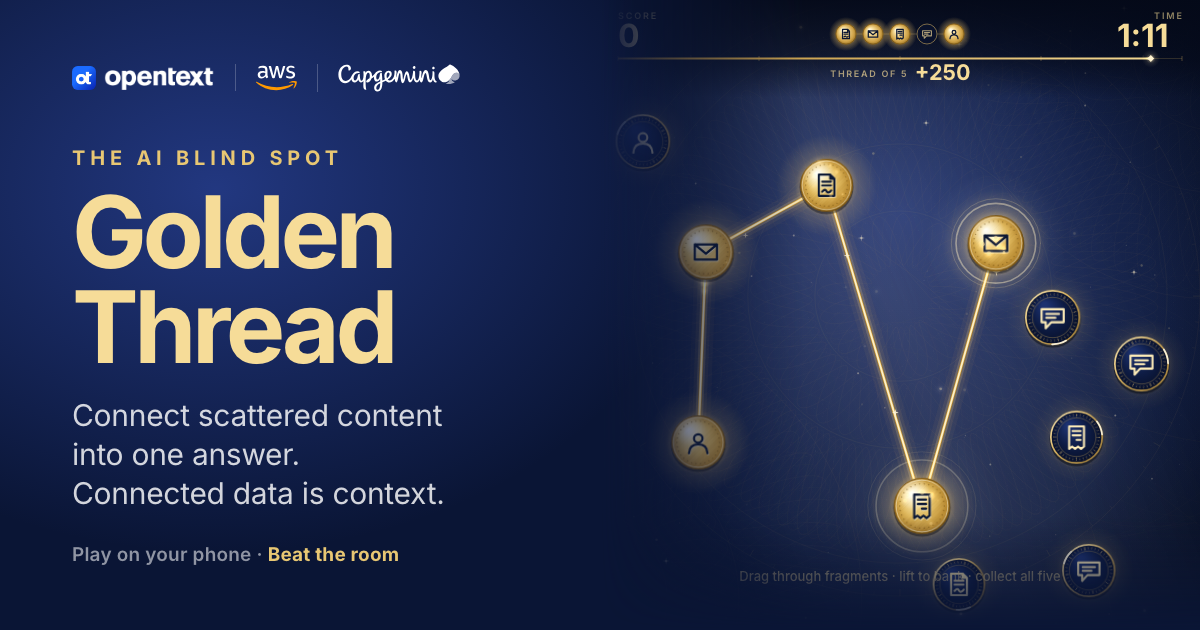 opentext
aws
Capgemini
THE AI BLIND SPOT
Golden
Thread
Connect scattered content
into one answer.
Connected data is context.
Play on your phone · Beat the room
SCORE
0
TIME
1:11
THREAD OF 5 +250
Drag through fragments · lift to bank · collect all five